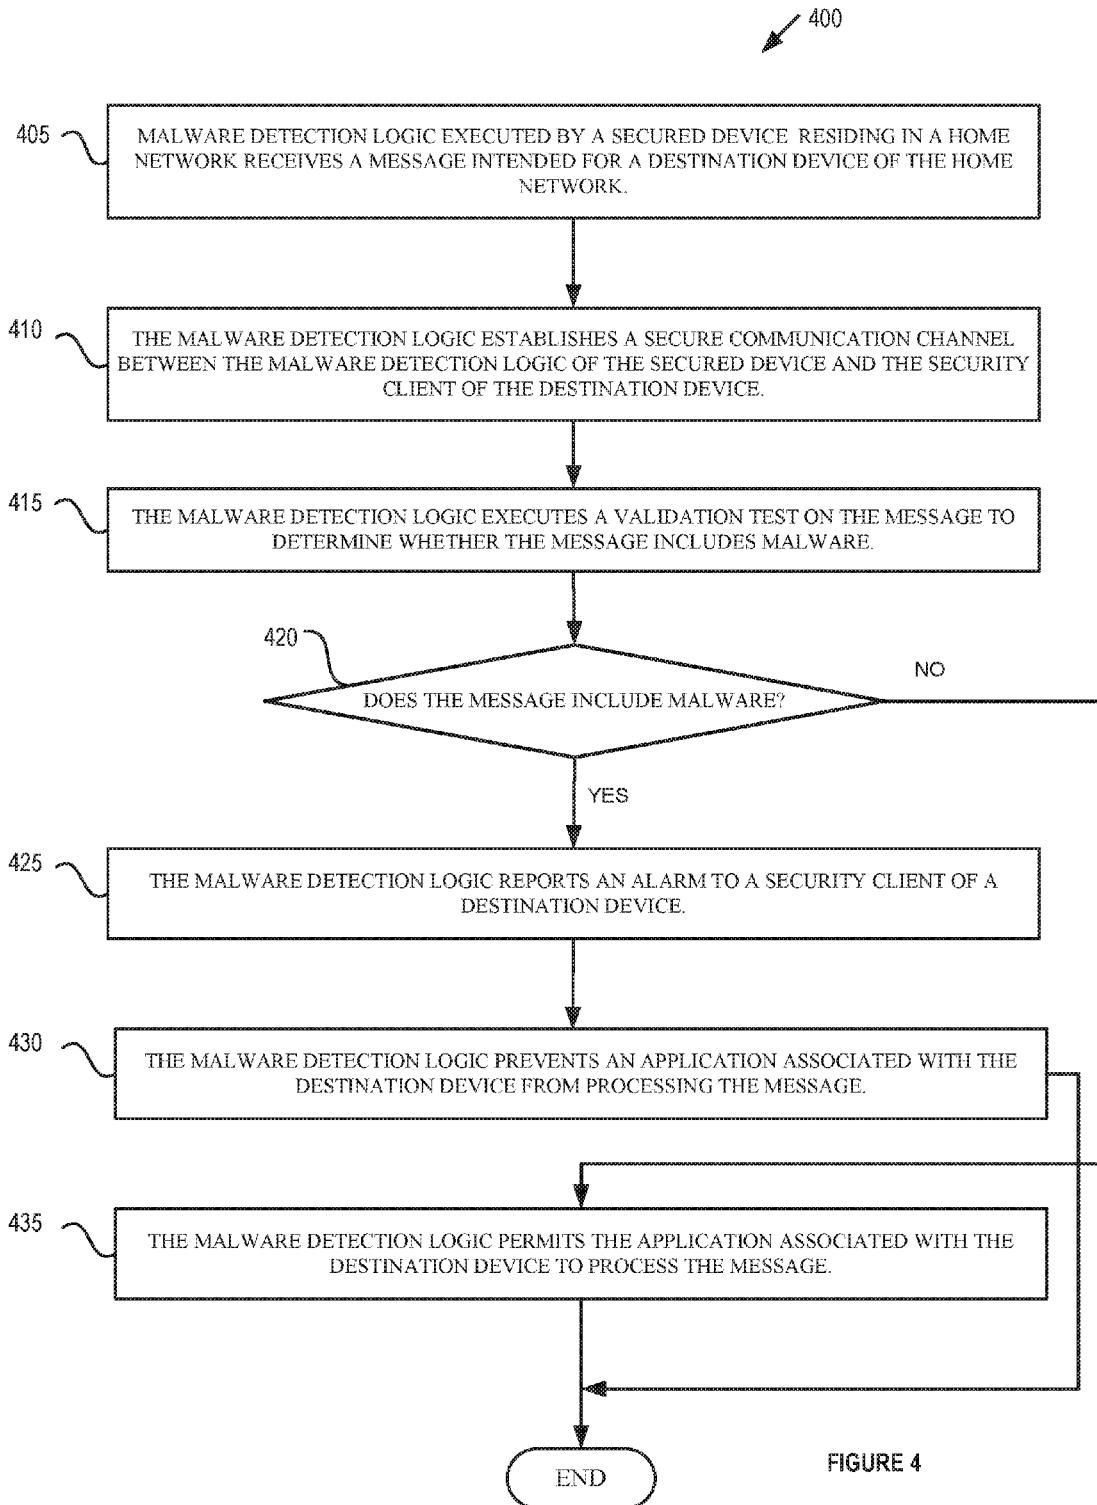 400
405
MALWARE DETECTION LOGIC EXECUTED BY A SECURED DEVICE RESIDING IN A HOME
NETWORK RECEIVES A MESSAGE INTENDED FOR A DESTINATION DEVICE OF THE HOME
NETWORK.
410
THE MALWARE DETECTION LOGIC ESTABLISHES A SECURE COMMUNICATION CHANNEL
BETWEEN THE MALWARE DETECTION LOGIC OF THE SECURED DEVICE AND THE SECURITY
CLIENT OF THE DESTINATION DEVICE.
415
THE MALWARE DETECTION LOGIC EXECUTES A VALIDATION TEST ON THE MESSAGE TO
DETERMINE WHETHER THE MESSAGE INCLUDES MALWARE.
420
NO
DOES THE MESSAGE INCLUDE MALWARE?
YES
425
THE MALWARE DETECTION LOGIC REPORTS AN ALARM TO A SECURITY CLIENT OF A
DESTINATION DEVICE.
430
THE MALWARE DETECTION LOGIC PREVENTS AN APPLICATION ASSOCIATED WITH THE
DESTINATION DEVICE FROM PROCESSING THE MESSAGE.
435
THE MALWARE DETECTION LOGIC PERMITS THE APPLICATION ASSOCIATED WITH THE
DESTINATION DEVICE TO PROCESS THE MESSAGE.
END
FIGURE 4